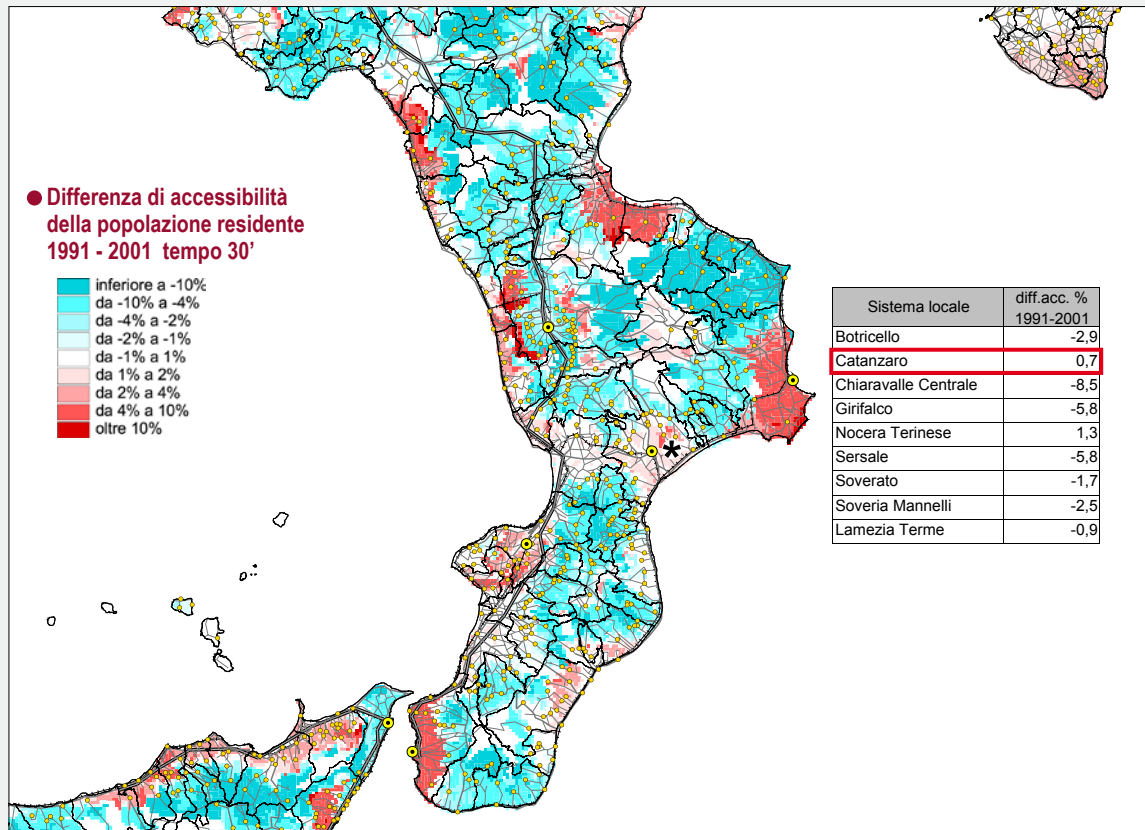 ● Differenza di accessibilità
della popolazione residente
1991 - 2001 tempo 30'
inferiore a -10%
da -10% a -4%
da -4% a -2%
da -2% a -1%
da -1% a 1%
da 1% a 2%
da 2% a 4%
da 4% a 10%
oltre 10%
*
Sistema locale diff.acc. % 1991-2001
Botricello -2,9
Catanzaro 0,7
Chiaravalle Centrale -8,5
Girifalco -5,8
Nocera Terinese 1,3
Sersale -5,8
Soverato -1,7
Soveria Mannelli -2,5
Lamezia Terme -0,9